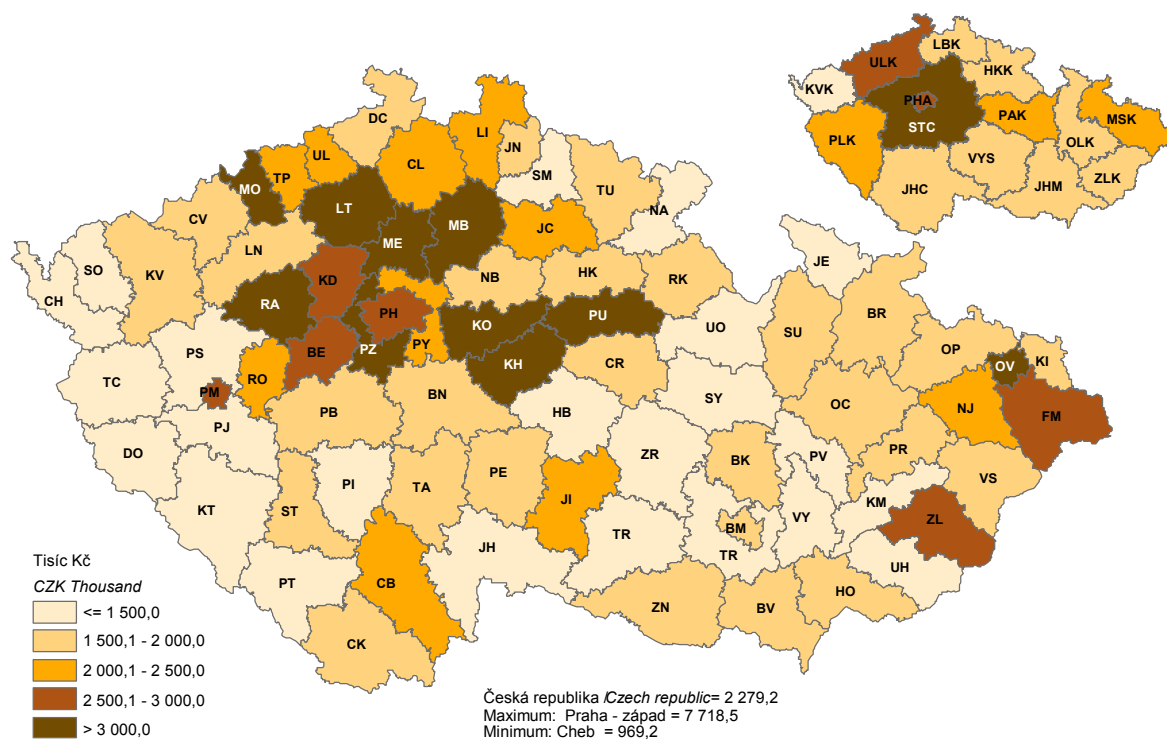 LBK
ULK
HKK
KVK
PHA
PAK
MSK
STC
PLK
OLK
VYS
JHC
JHM
ZLK
DC
LI
UL
JN
TP
CL
SM
MO
TU
LT
NA
CV
MB
JC
ME
LN
SO
KV
KD
NB
HK
RK
JE
CH
RA
PH
KO
PU
UO
SU
BR
PS
BE
PZ
PY
OP
OV
KI
TC
RO
KH
CR
PM
PB
BN
HB
SY
OC
NJ
FM
PJ
DO
PI
TA
PE
ZR
BK
PV
PR
VS
KT
ST
JI
KM
BM
VY
ZL
JH
TR
TR
UH
PT
CB
HO
ZN
BV
CK
Tisíc Kč
CZK Thousand
<= 1 500,0
1 500,1 - 2 000,0
2 000,1 - 2 500,0
2 500,1 - 3 000,0
> 3 000,0
Česká republika /Czech republic= 2 279,2
Maximum: Praha - západ = 7 718,5
Minimum: Cheb = 969,2